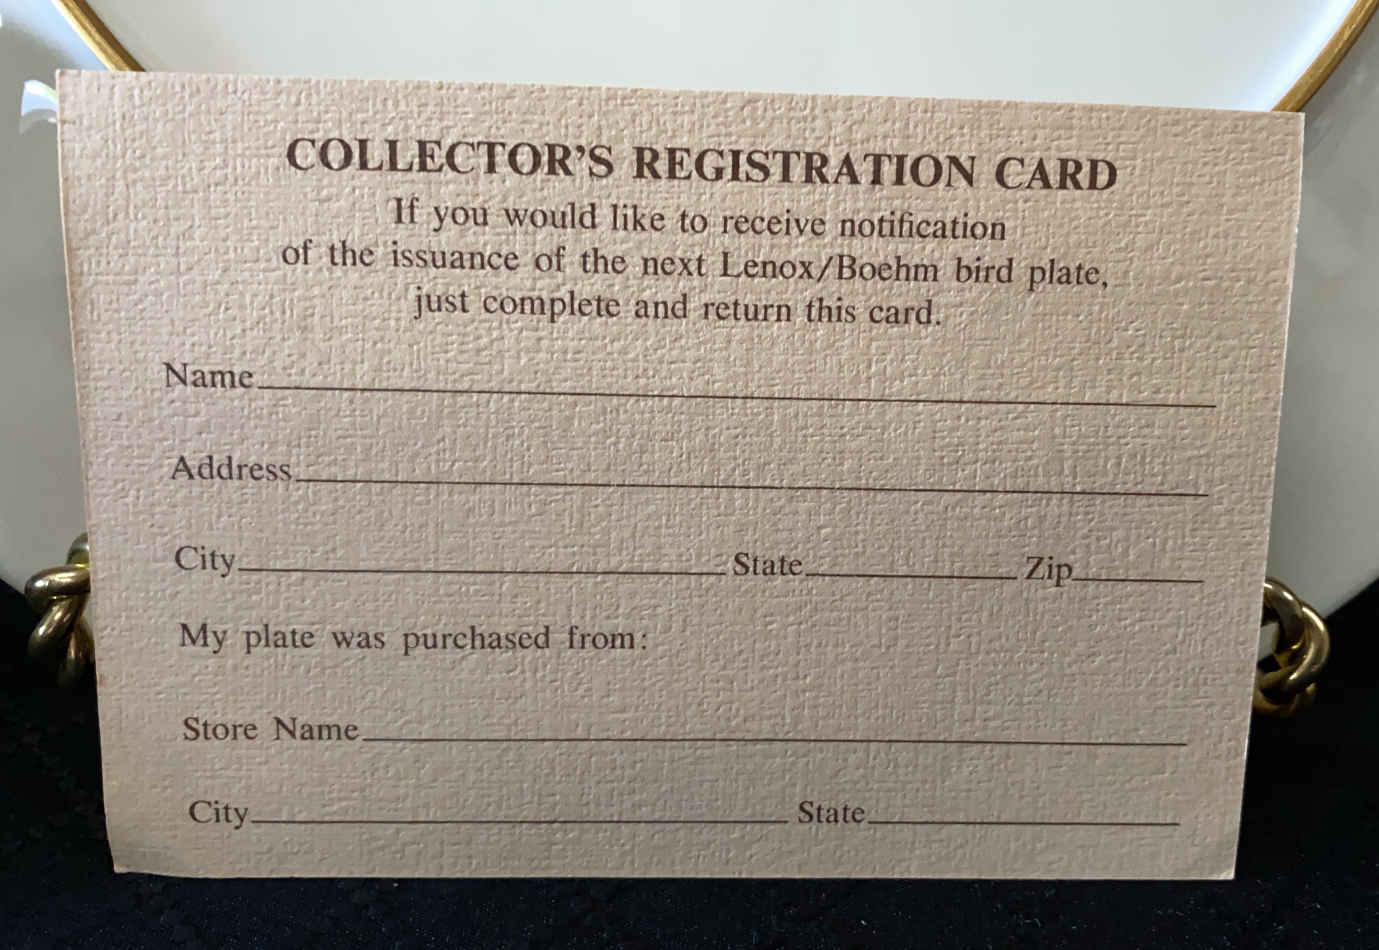 COLLECTOR’S REGISTRATION CARD
If you would like to receive notification
of the issuance of the next Lenox/Boehm bird plate,
just complete and return this card.
Name
Address
City State Zip
My plate was purchased from:
Store Name
City State